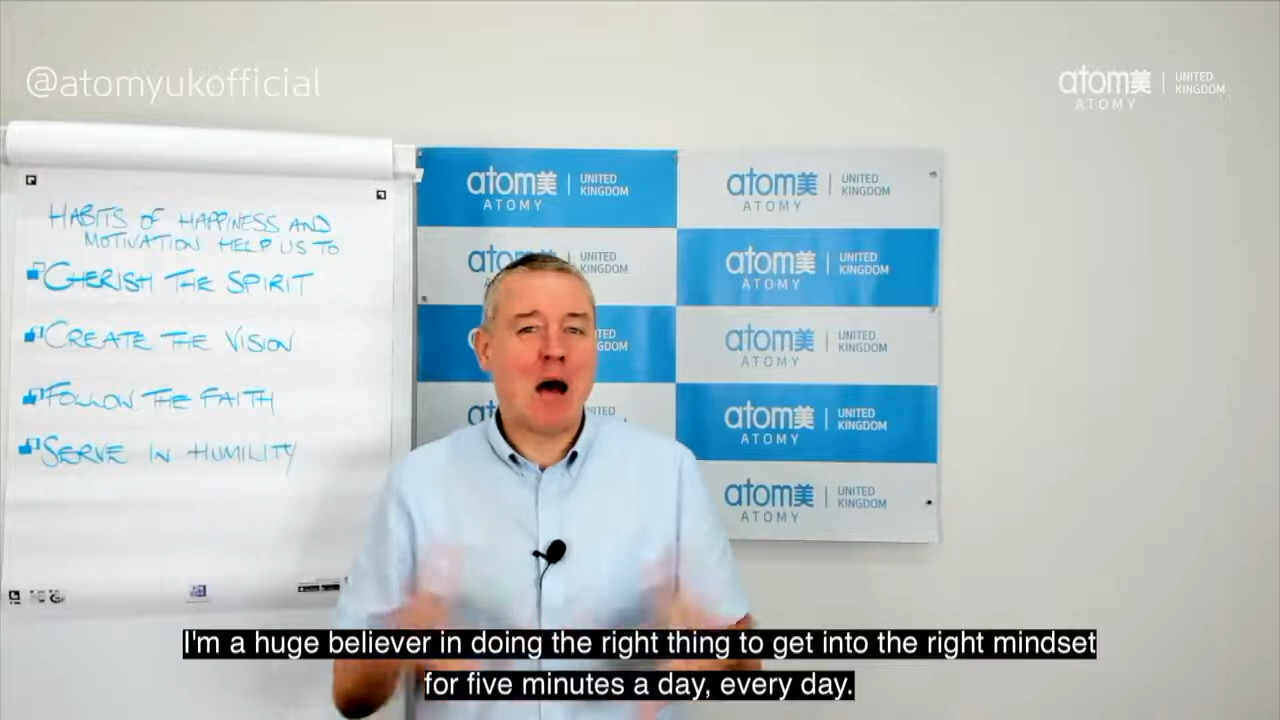 @atomyukofficial
atom美 | UNITED KINGDOM
ATOMY
HABITS OF HAPPINESS AND
MOTIVATION HELP US TO
CHERISH THE SPIRIT
CREATE THE VISION
FOLLOW THE FAITH
SERVE IN HUMILITY
atom美 | UNITED KINGDOM
ATOMY
atom美 | UNITED KINGDOM
ATOMY
UNITED KINGDOM
atom美 | UNITED KINGDOM
ATOMY
ITED
DOM
atom美 | UNITED KINGDOM
ATOMY
atom美 | UNITED KINGDOM
ATOMY
atom美 | UNITED KINGDOM
ATOMY
I'm a huge believer in doing the right thing to get into the right mindset
for five minutes a day, every day.